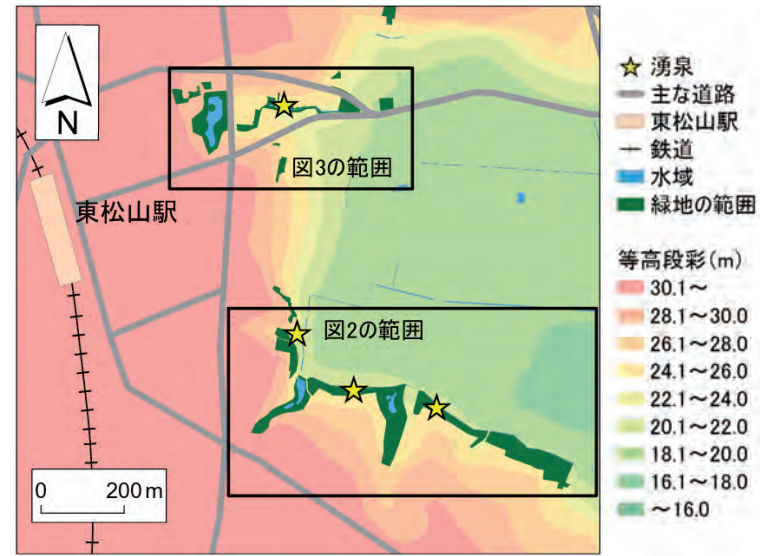 N
図3の範囲
東松山駅
図2の範囲
0 200m
湧泉
主な道路
東松山駅
鉄道
水域
緑地の範囲
等高段彩(m)
30.1～
28.1～30.0
26.1～28.0
24.1～26.0
22.1～24.0
20.1～22.0
18.1～20.0
16.1～18.0
～16.0